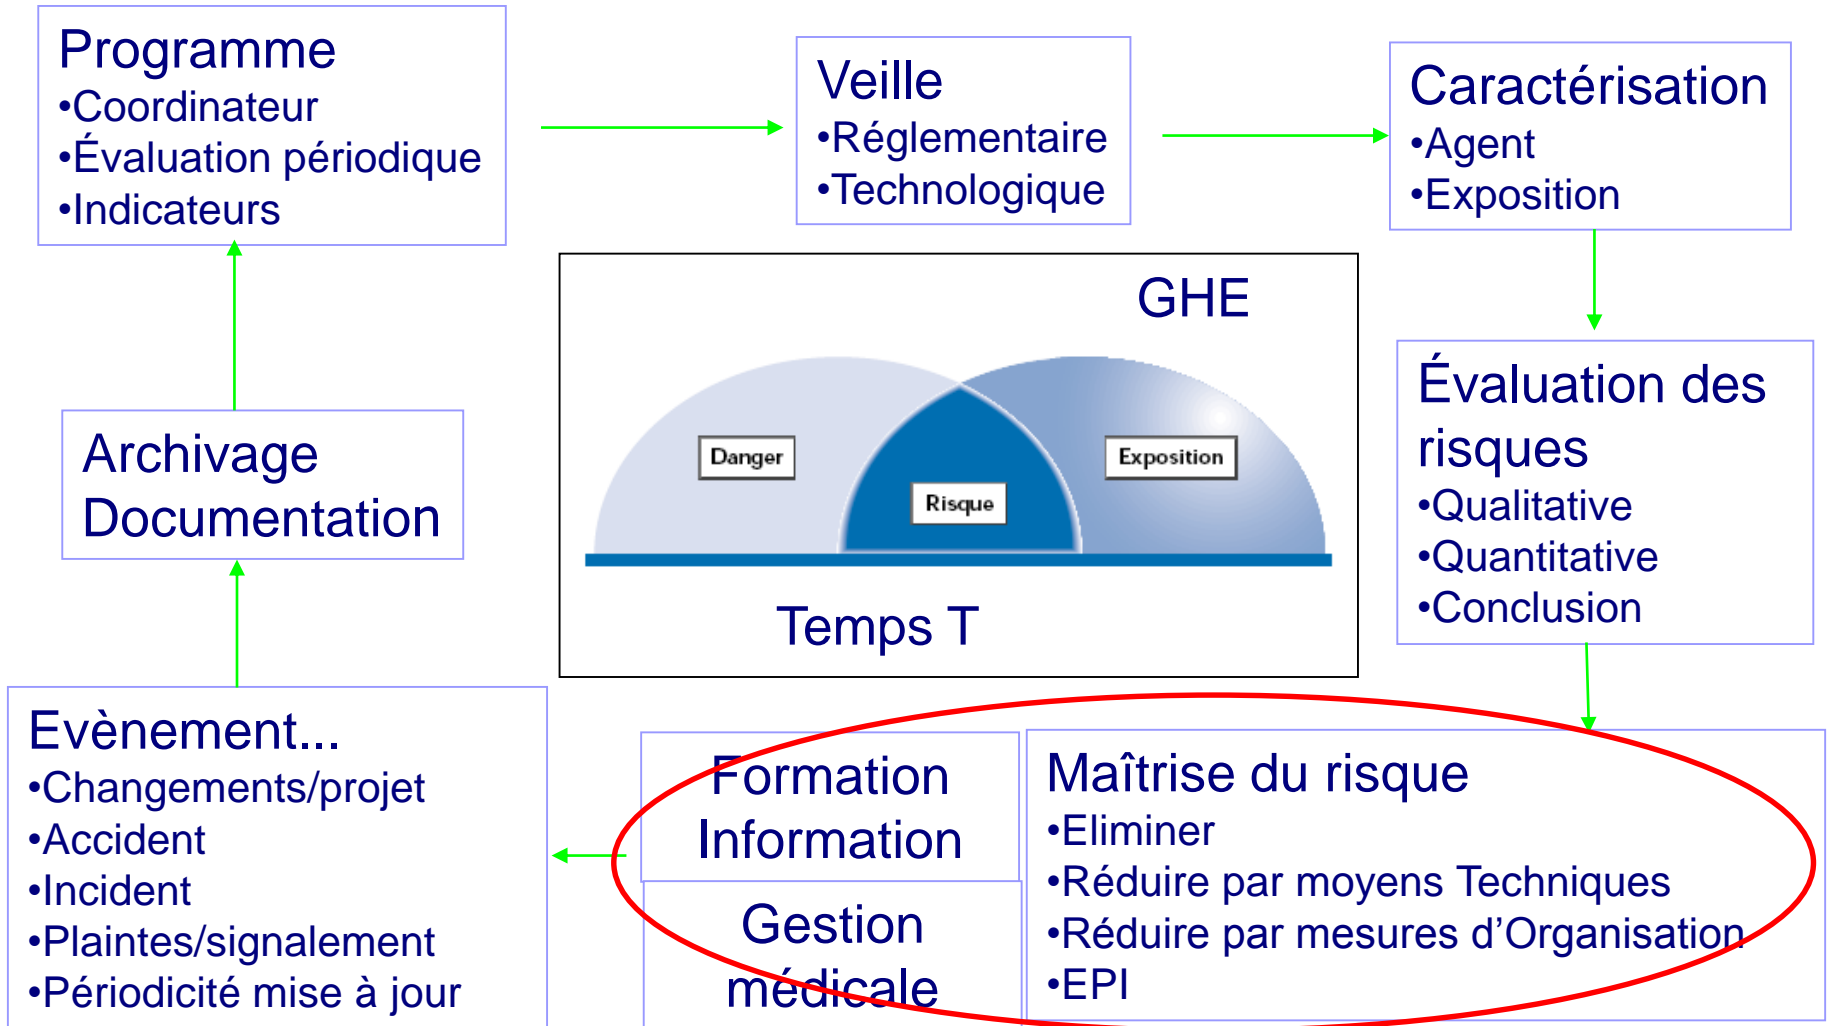 Programme
•Coordinateur
•Évaluation périodique
•Indicateurs
Veille
•Réglementaire
•Technologique
Caractérisation
•Agent
•Exposition
GHE
Danger
Risque
Exposition
Temps T
Évaluation des
risques
•Qualitative
•Quantitative
•Conclusion
Archivage
Documentation
Evènement...
•Changements/projet
•Accident
•Incident
•Plaintes/signalement
•Périodicité mise à jour
Formation
Information
Gestion
médicale
Maîtrise du risque
•Eliminer
•Réduire par moyens Techniques
•Réduire par mesures d’Organisation
•EPI